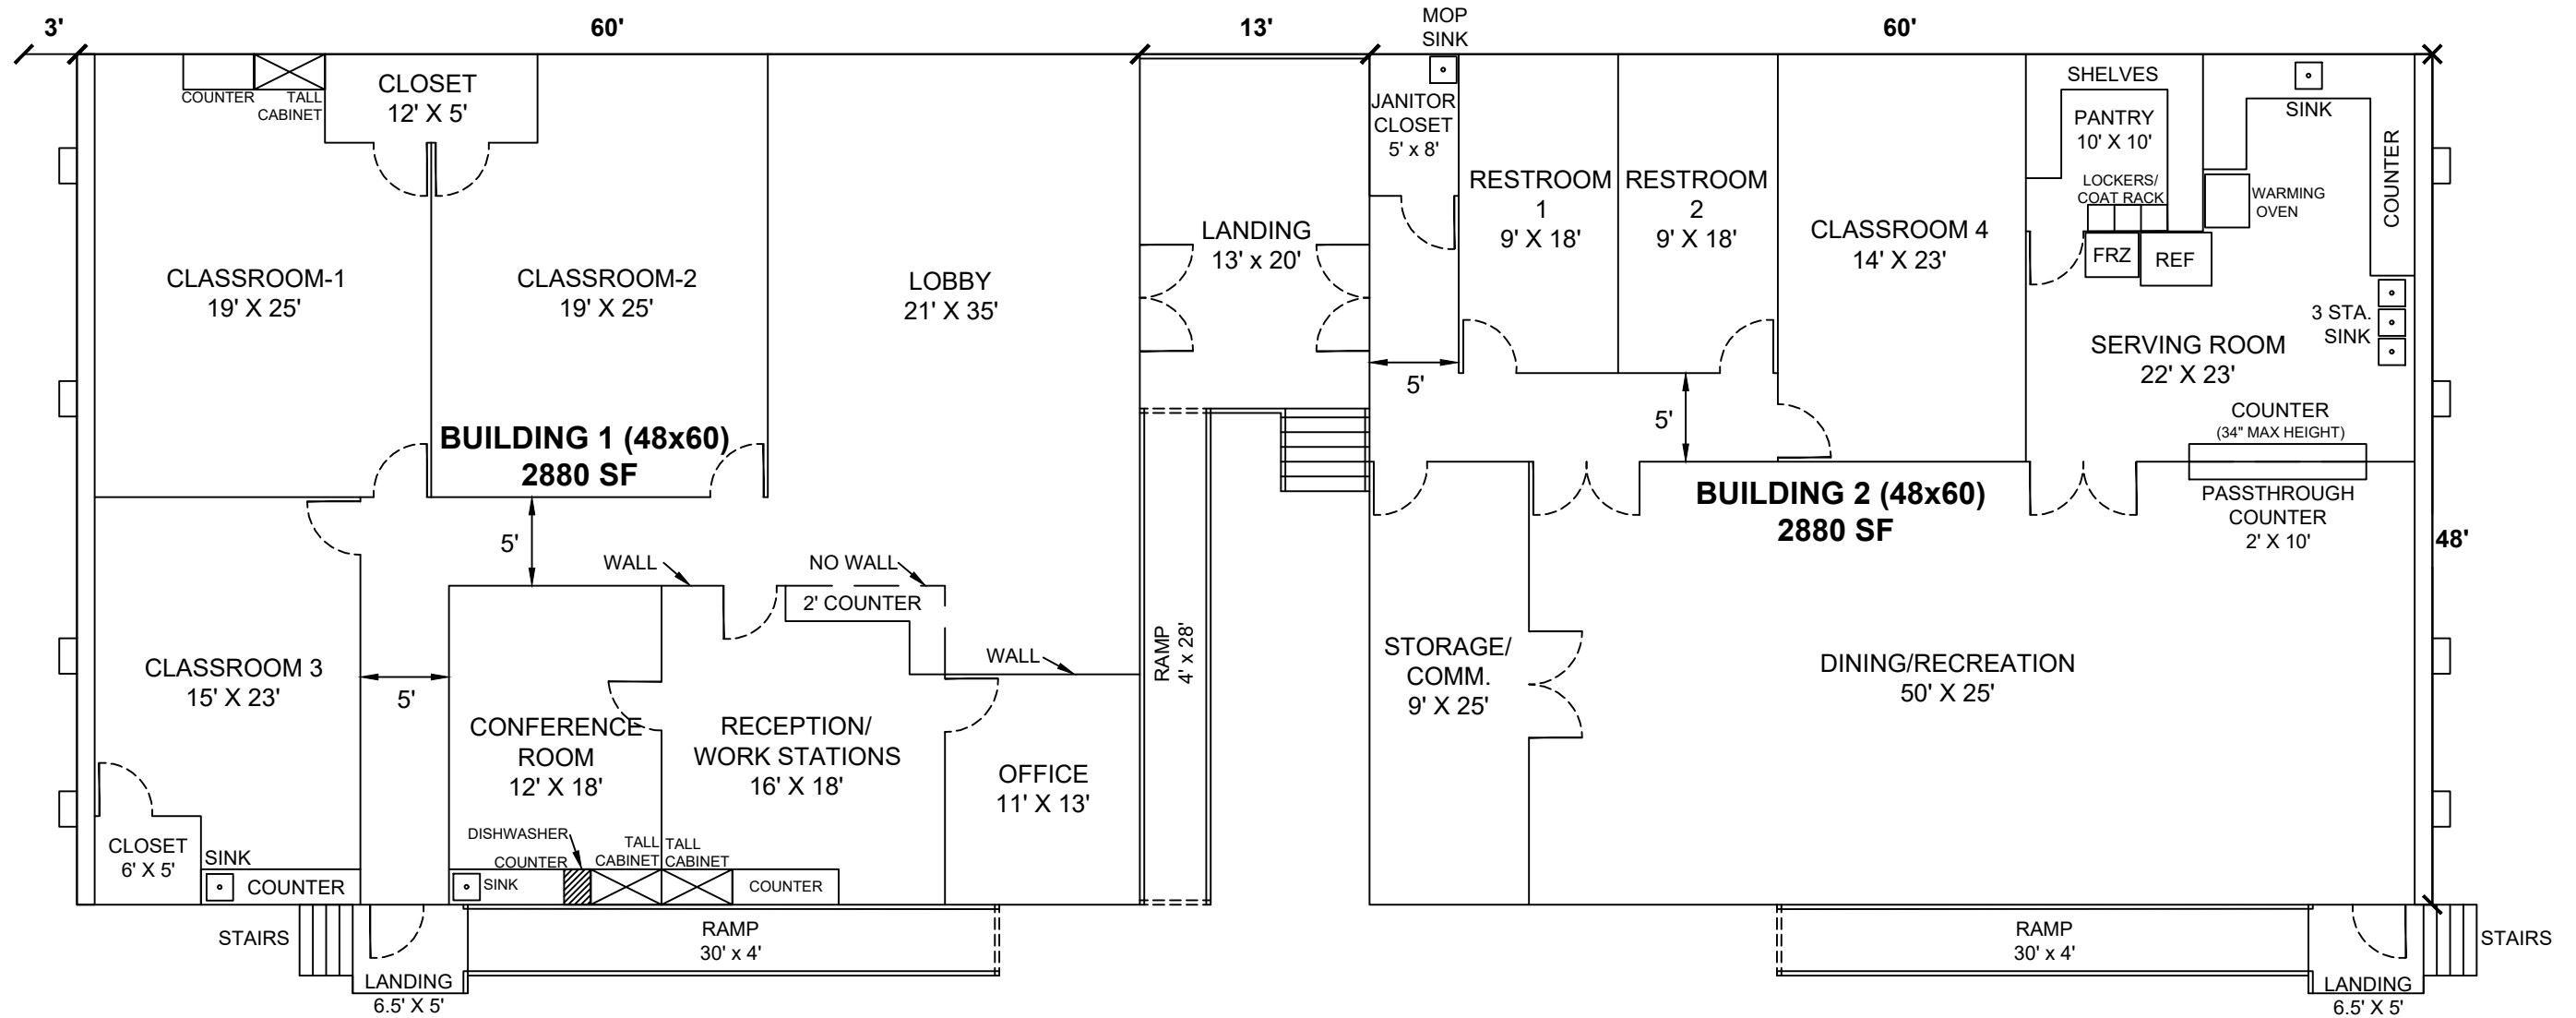 3'
60'
13'
MOP
SINK
60'
COUNTER
TALL
CABINET
CLOSET
12' X 5'
CLASSROOM-1
19' X 25'
CLASSROOM-2
19' X 25'
LOBBY
21' X 35'
BUILDING 1 (48x60)
2880 SF
5'
WALL
NO WALL
2' COUNTER
WALL
CLASSROOM 3
15' X 23'
5'
CLOSET
6' X 5'
SINK
COUNTER
CONFERENCE
ROOM
12' X 18'
DISHWASHER
COUNTER
SINK
TALL
CABINET
TALL
CABINET
COUNTER
RECEPTION/
WORK STATIONS
16' X 18'
OFFICE
11' X 13'
STAIRS
LANDING
6.5' X 5'
RAMP
30' x 4'
LANDING
13' x 20'
RAMP
4' x 28'
JANITOR
CLOSET
5' x 8'
RESTROOM
1
9' X 18'
RESTROOM
2
9' X 18'
5'
5'
CLASSROOM 4
14' X 23'
SHELVES
PANTRY
10' X 10'
LOCKERS/
COAT RACK
FRZ
REF
SINK
WARMING
OVEN
COUNTER
3 STA.
SINK
SERVING ROOM
22' X 23'
COUNTER
(34" MAX HEIGHT)
PASSTHROUGH
COUNTER
2' X 10'
BUILDING 2 (48x60)
2880 SF
48'
STORAGE/
COMM.
9' X 25'
DINING/RECREATION
50' X 25'
RAMP
30' x 4'
LANDING
6.5' X 5'
STAIRS